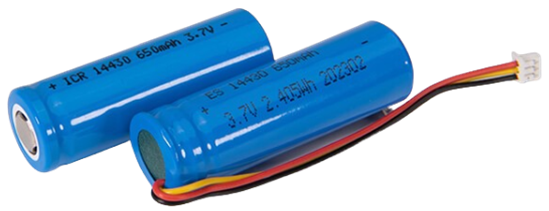 + ICR 14430 650mAh 3.7V -
+ ES 14430 650mAh -
3.7V 2.405Wh 202302